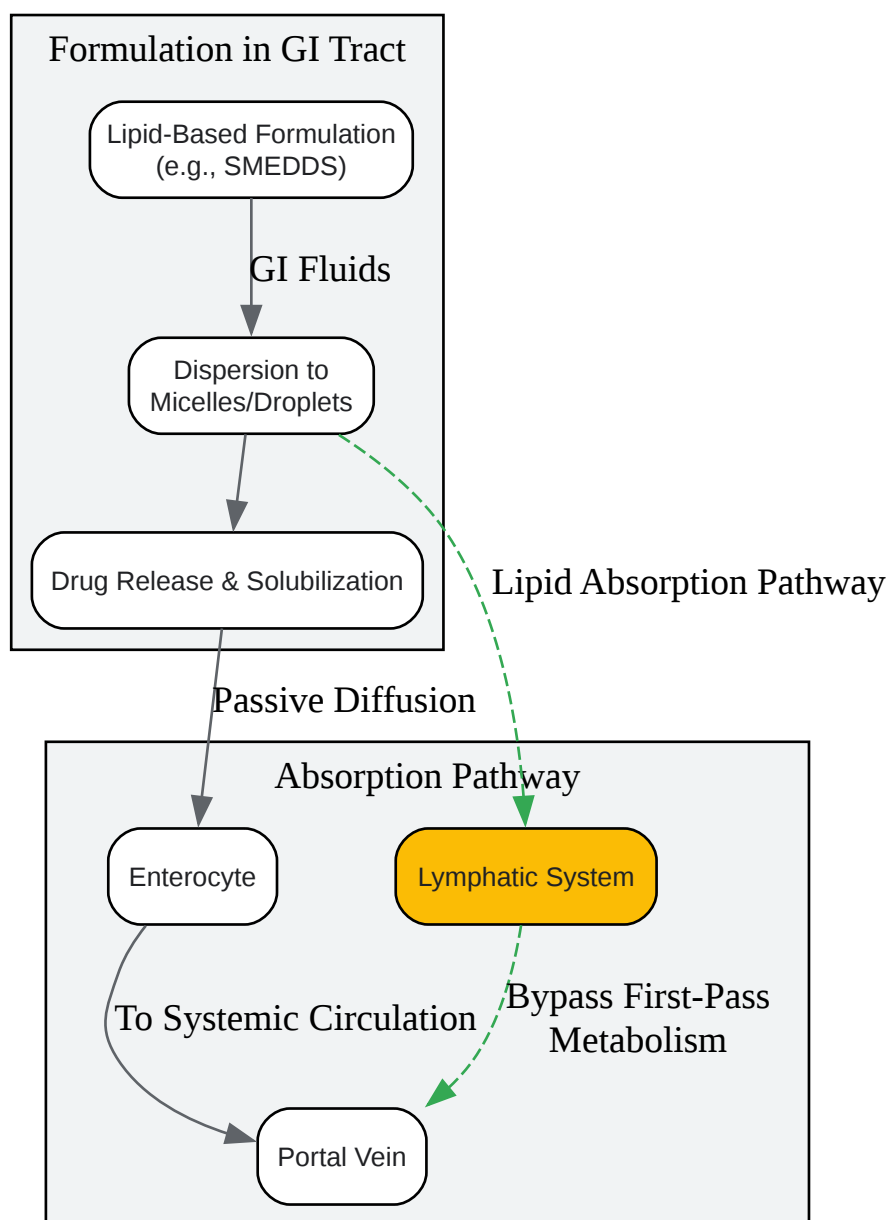 Formulation in GI Tract
Lipid-Based Formulation
(e.g., SMEDDS)
GI Fluids
Dispersion to
Micelles/Droplets
Drug Release & Solubilization
Lipid Absorption Pathway
Passive Diffusion
Absorption Pathway
Enterocyte
Lymphatic System
To Systemic Circulation
Bypass First-Pass
Metabolism
Portal Vein